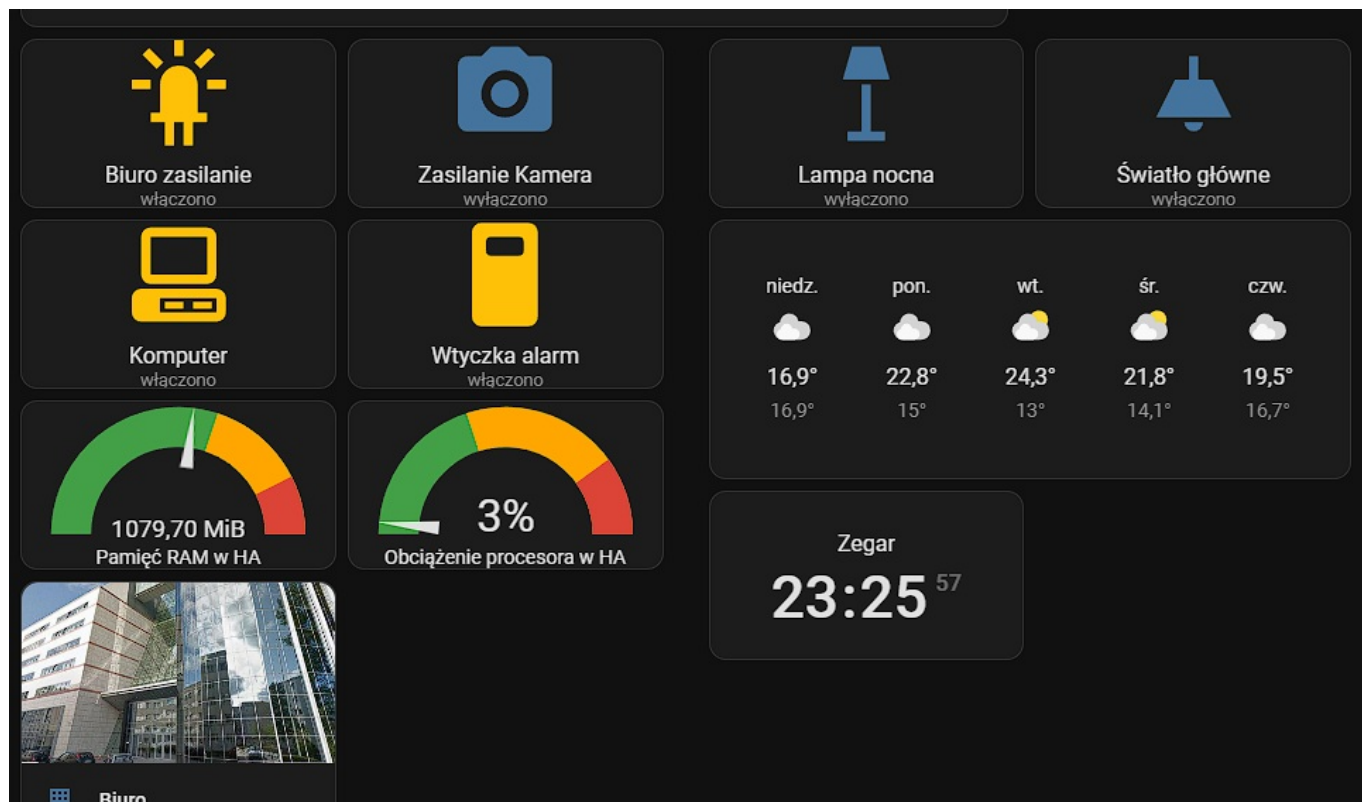 Biuro zasilanie
włączono
Zasilanie Kamera
wyłączono
Lampa nocna
wyłączono
Światło główne
wyłączono
Komputer
włączono
Wtyczka alarm
włączono
niedz. pon. wt. śr. czw.
16,9° 22,8° 24,3° 21,8° 19,5°
16,9° 15° 13° 14,1° 16,7°
1079,70 MiB
Pamięć RAM w HA
3%
Obciążenie procesora w HA
Zegar
23:25 57
Biuro